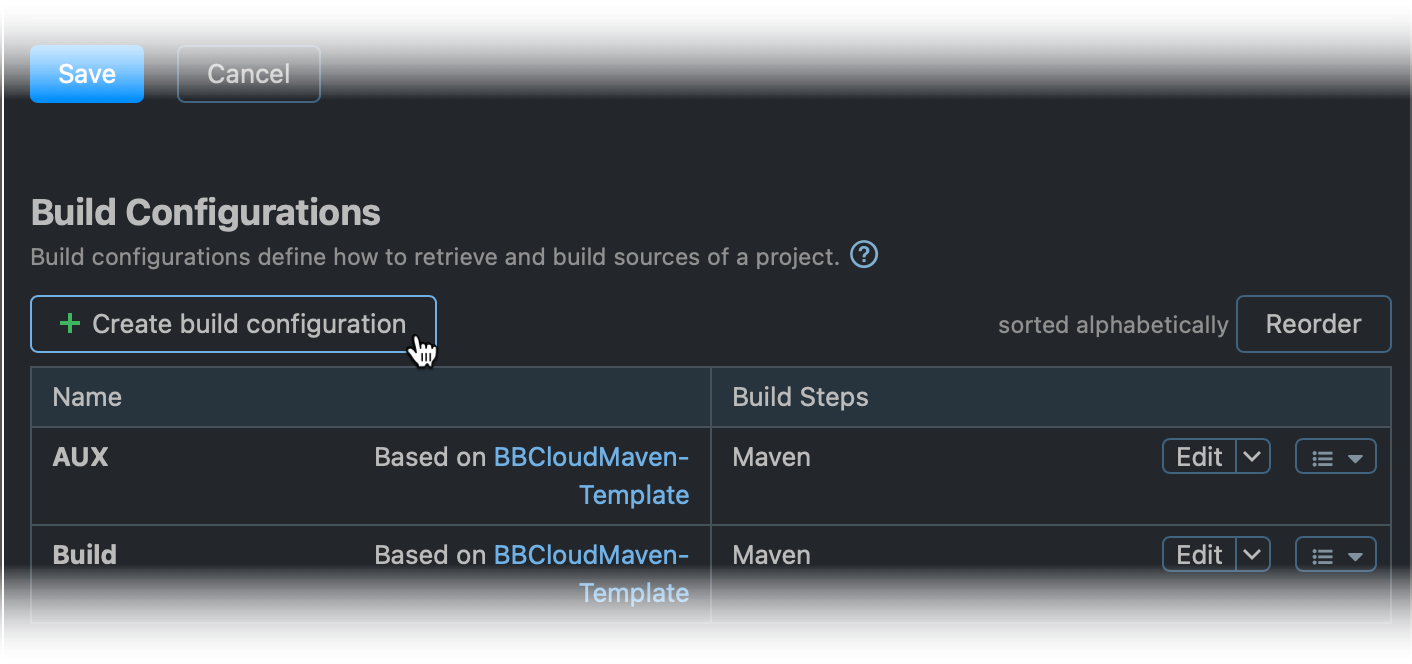 Save Cancel
Build Configurations
Build configurations define how to retrieve and build sources of a project. ?
+ Create build configuration sorted alphabetically Reorder
Name Build Steps
AUX Based on BBCloudMaven- Maven Edit
Template
Build Based on BBCloudMaven- Maven Edit
Template